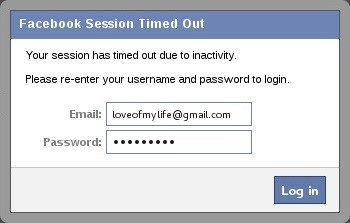 Facebook Session Timed Out
Your session has timed out due to inactivity.
Please re-enter your username and password to login.
Email: loveofmylife@gmail.com
Password: •••••••••
Log in